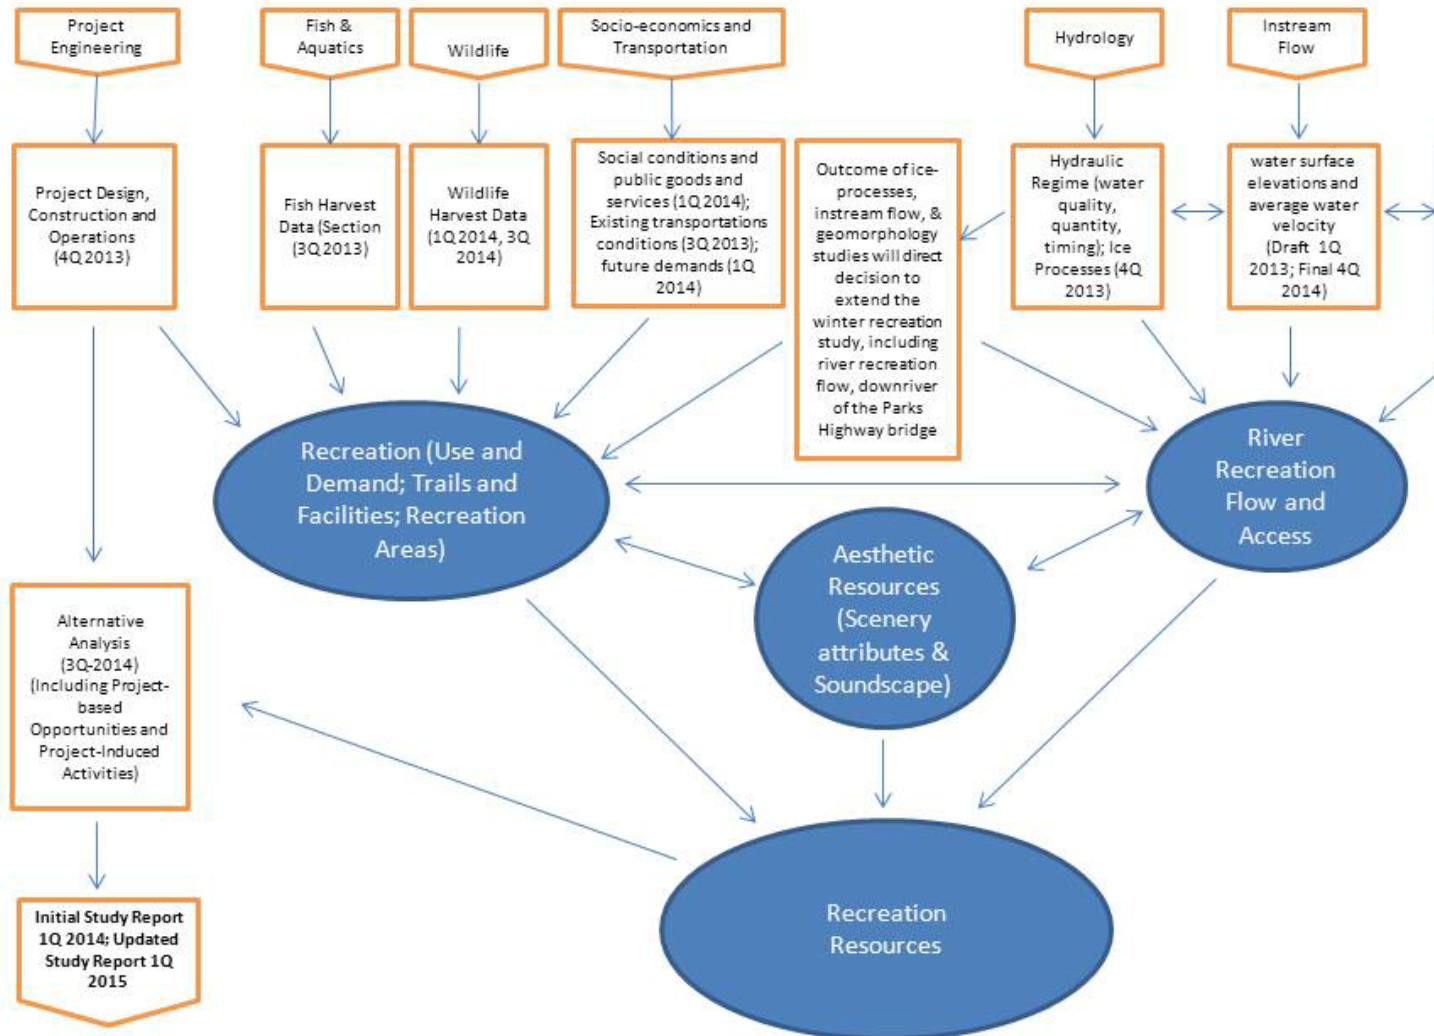 Project
Engineering
Fish &
Aquatics
Wildlife
Socio-economics and
Transportation
Hydrology
Instream
Flow
Project Design,
Construction and
Operations
(4Q 2013)
Fish Harvest
Data (Section
(3Q 2013)
Wildlife
Harvest Data
(1Q 2014, 3Q
2014)
Social conditions and
public goods and
services (1Q 2014);
Existing transportations
conditions (3Q 2013);
future demands (1Q
2014)
Outcome of ice-
processes,
instream flow, &
geomorphology
studies will direct
decision to
extend the
winter recreation
study, including
river recreation
flow, downriver
of the Parks
Highway bridge
Hydraulic
Regime (water
quality,
quantity,
timing); Ice
Processes (4Q
2013)
water surface
elevations and
average water
velocity
(Draft 1Q
2013; Final 4Q
2014)
Recreation (Use and
Demand; Trails and
Facilities; Recreation
Areas)
River
Recreation
Flow and
Access
Aesthetic
Resources
(Scenery
attributes &
Soundscape)
Alternative
Analysis
(3Q-2014)
(Including Project-
based
Opportunities and
Project-Induced
Activities)
Recreation
Resources
Initial Study Report
1Q 2014; Updated
Study Report 1Q
2015